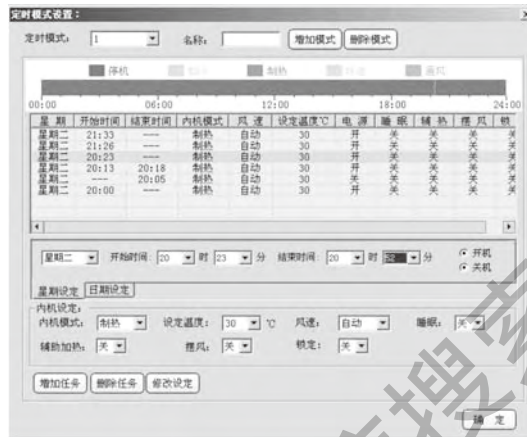 定时模式设置:
定时模式: 1 名称: 增加模式 删除模式
停机 制热 通风
00:00 06:00 12:00 18:00 24:00
星 期 开始时间 结束时间 内机模式 风 速 设定温度℃ 电 源 睡 眠 辅 热 摆 风 锁
星期二 21:33 --- 制热 自动 30 开 关 关 关 关
星期二 21:26 --- 制热 自动 30 开 关 关 关 关
星期二 20:23 --- 制热 自动 30 开 关 关 关 关
星期二 20:13 20:18 制热 自动 30 开 关 关 关 关
星期二 --- 20:05 制热 自动 30 关 关 关 关 关
星期二 20:00 --- 制热 自动 30 开 关 关 关 关
星期二 开始时间: 20 时 23 分 结束时间: 20 时 分 开机
关机
星期设定 日期设定
内机设定:
内机模式: 制热 设定温度: 30 ℃ 风速: 自动 睡眠: 关
辅助加热: 关 摆风: 关 锁定: 关
增加任务 删除任务 修改设定
确 定
搜索